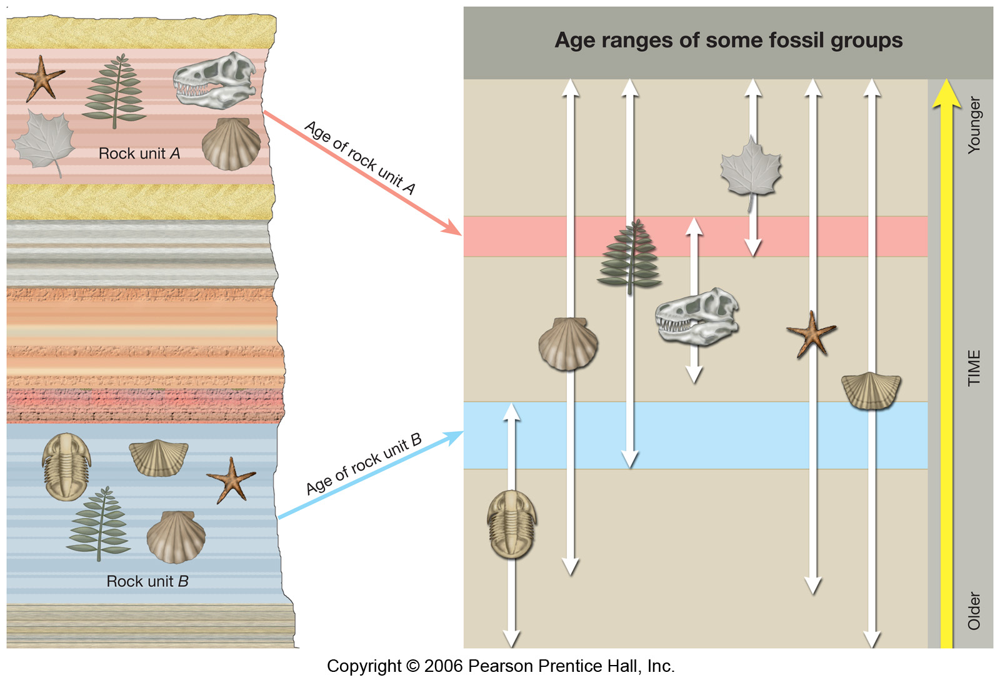 Age ranges of some fossil groups
Rock unit A
Age of rock unit A
Younger
TIME
Older
Age of rock unit B
Rock unit B
Copyright © 2006 Pearson Prentice Hall, Inc.